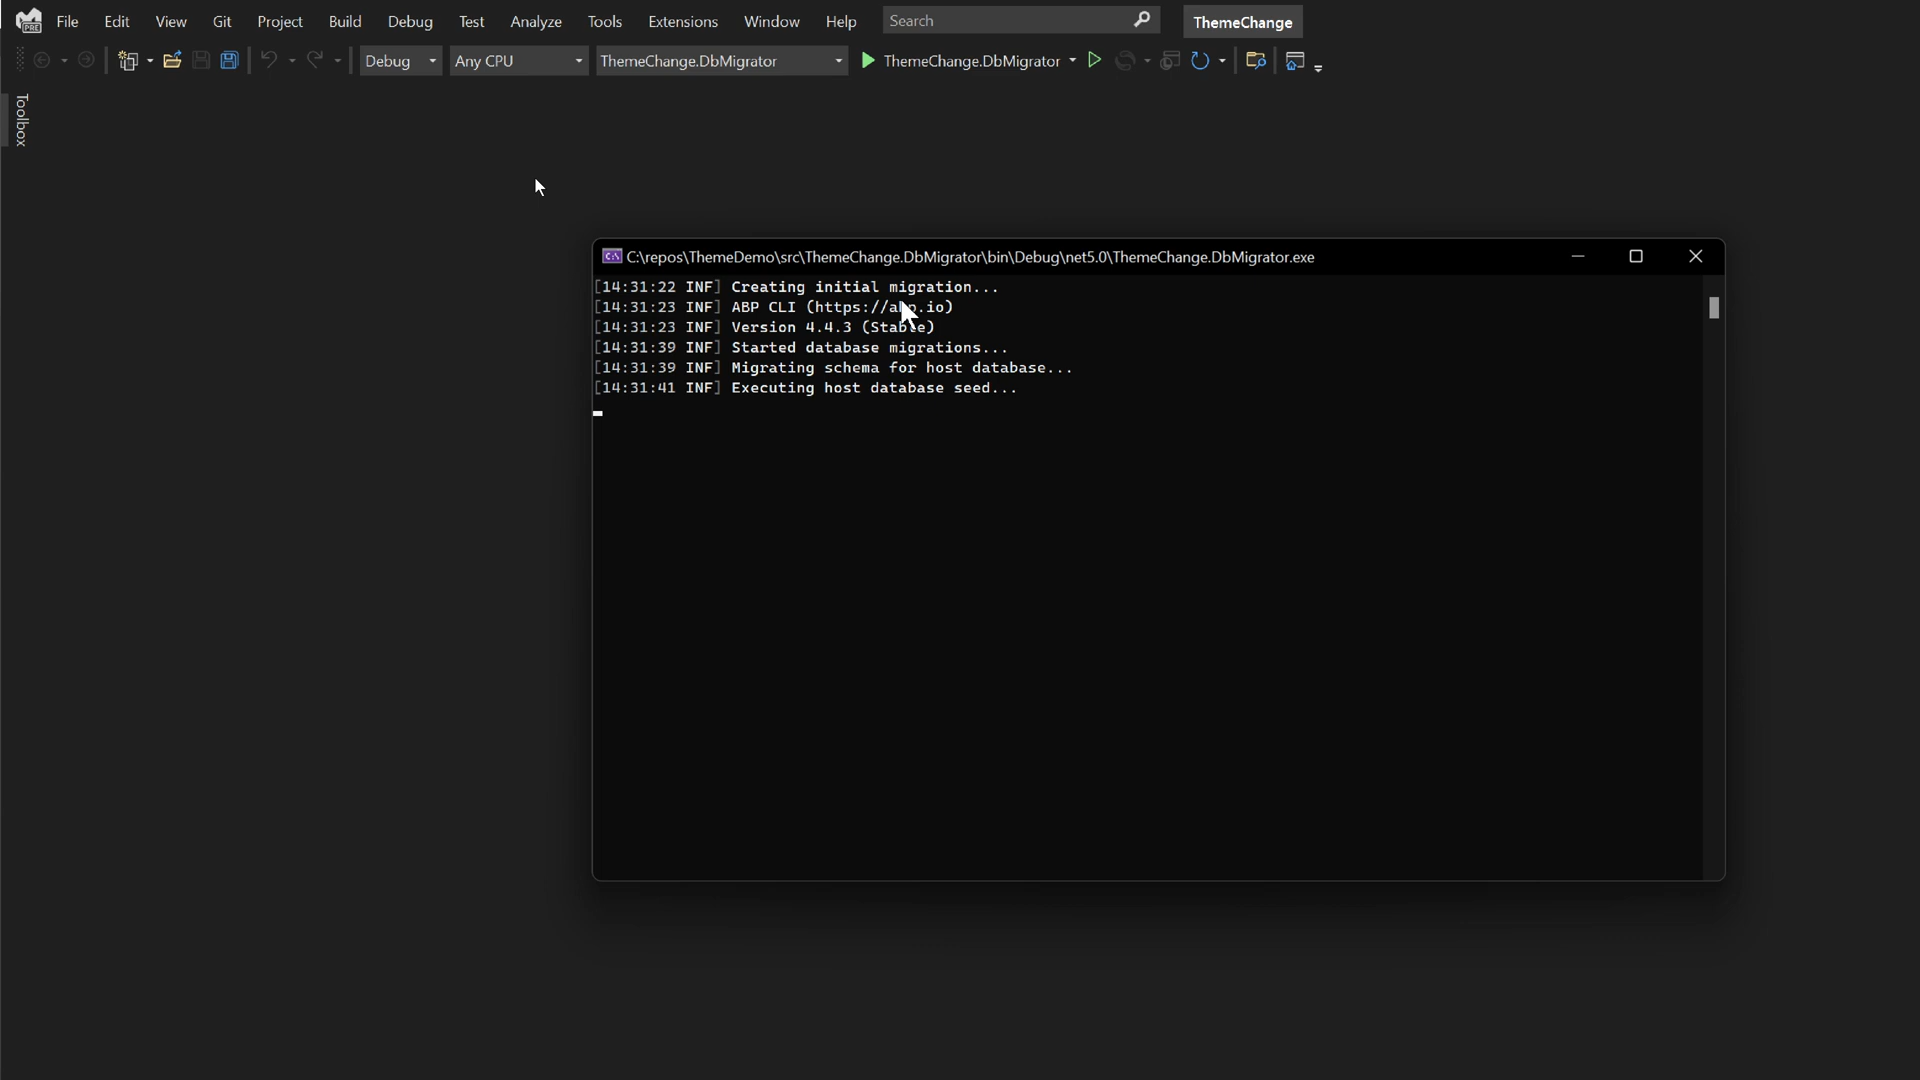 File Edit View Git Project Build Debug Test Analyze Tools Extensions Window Help Search ThemeChange
Debug Any CPU ThemeChange.DbMigrator ThemeChange.DbMigrator
Toolbox
C:\repos\ThemeDemo\src\ThemeChange.DbMigrator\bin\Debug\net5.0\ThemeChange.DbMigrator.exe
[14:31:22 INF] Creating initial migration...
[14:31:23 INF] ABP CLI (https://abp.io)
[14:31:23 INF] Version 4.4.3 (Stable)
[14:31:39 INF] Started database migrations...
[14:31:39 INF] Migrating schema for host database...
[14:31:41 INF] Executing host database seed...